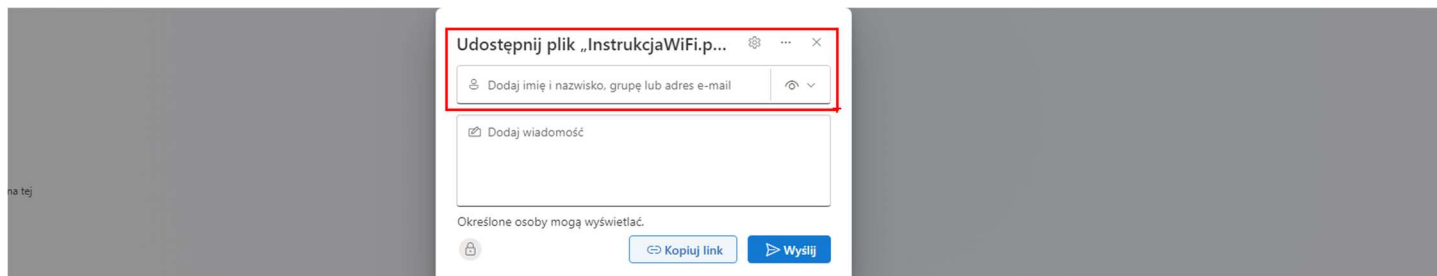 Udostępnij plik „InstrukcjaWiFi.p...
Dodaj imię i nazwisko, grupę lub adres e-mail
Dodaj wiadomość
na tej
Określone osoby mogą wyświetlać.
Kopiuj link
Wyślij